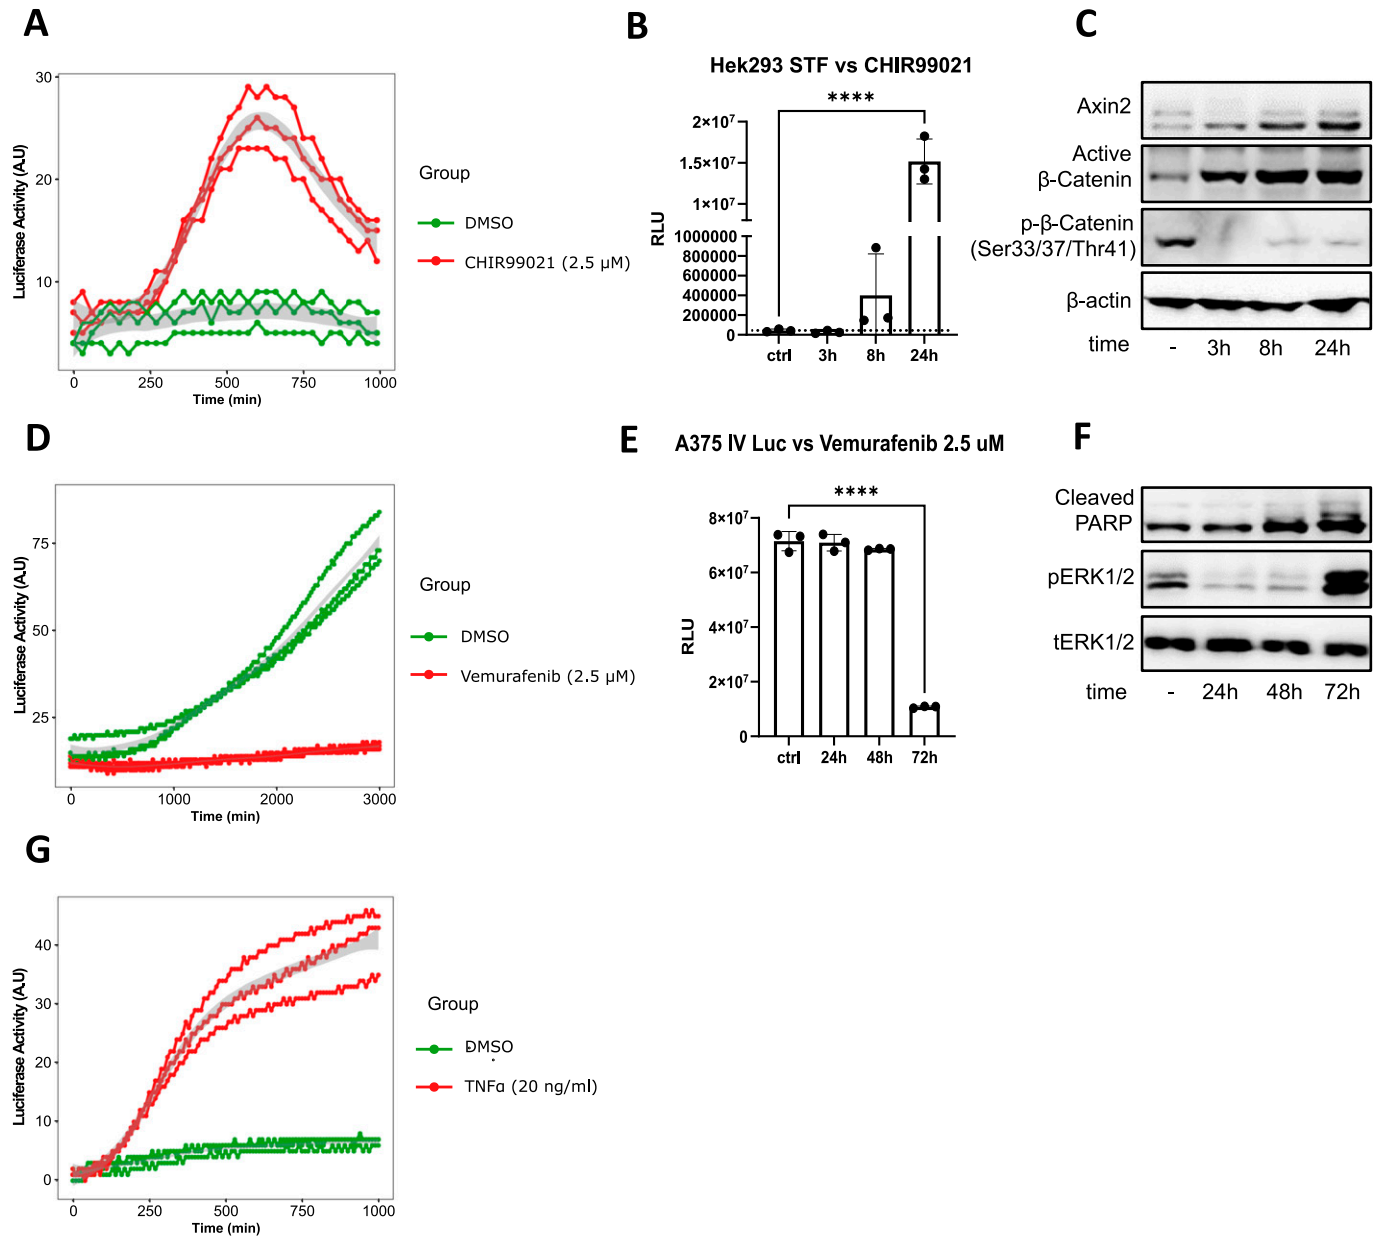 A
30
20
10
0
250
500
750
1000
Luciferase Activity (A.U)
Time (min)
Group
DMSO
CHIR99021 (2.5 µM)
B
Hek293 STF vs CHIR99021
****
2×10⁷
1.5×10⁷
1×10⁷
1000000
800000
600000
400000
200000
0
RLU
ctrl
3h
8h
24h
C
Axin2
Active
β-Catenin
p-β-Catenin
(Ser33/37/Thr41)
β-actin
time - 3h 8h 24h
D
75
50
25
0
1000
2000
3000
Luciferase Activity (A.U)
Time (min)
Group
DMSO
Vemurafenib (2.5 µM)
E
A375 IV Luc vs Vemurafenib 2.5 uM
****
8×10⁷
6×10⁷
4×10⁷
2×10⁷
0
RLU
ctrl
24h
48h
72h
F
Cleaved
PARP
pERK1/2
tERK1/2
time - 24h 48h 72h
G
40
30
20
10
0
0
250
500
750
1000
Luciferase Activity (A.U)
Time (min)
Group
DMSO
TNFα (20 ng/ml)